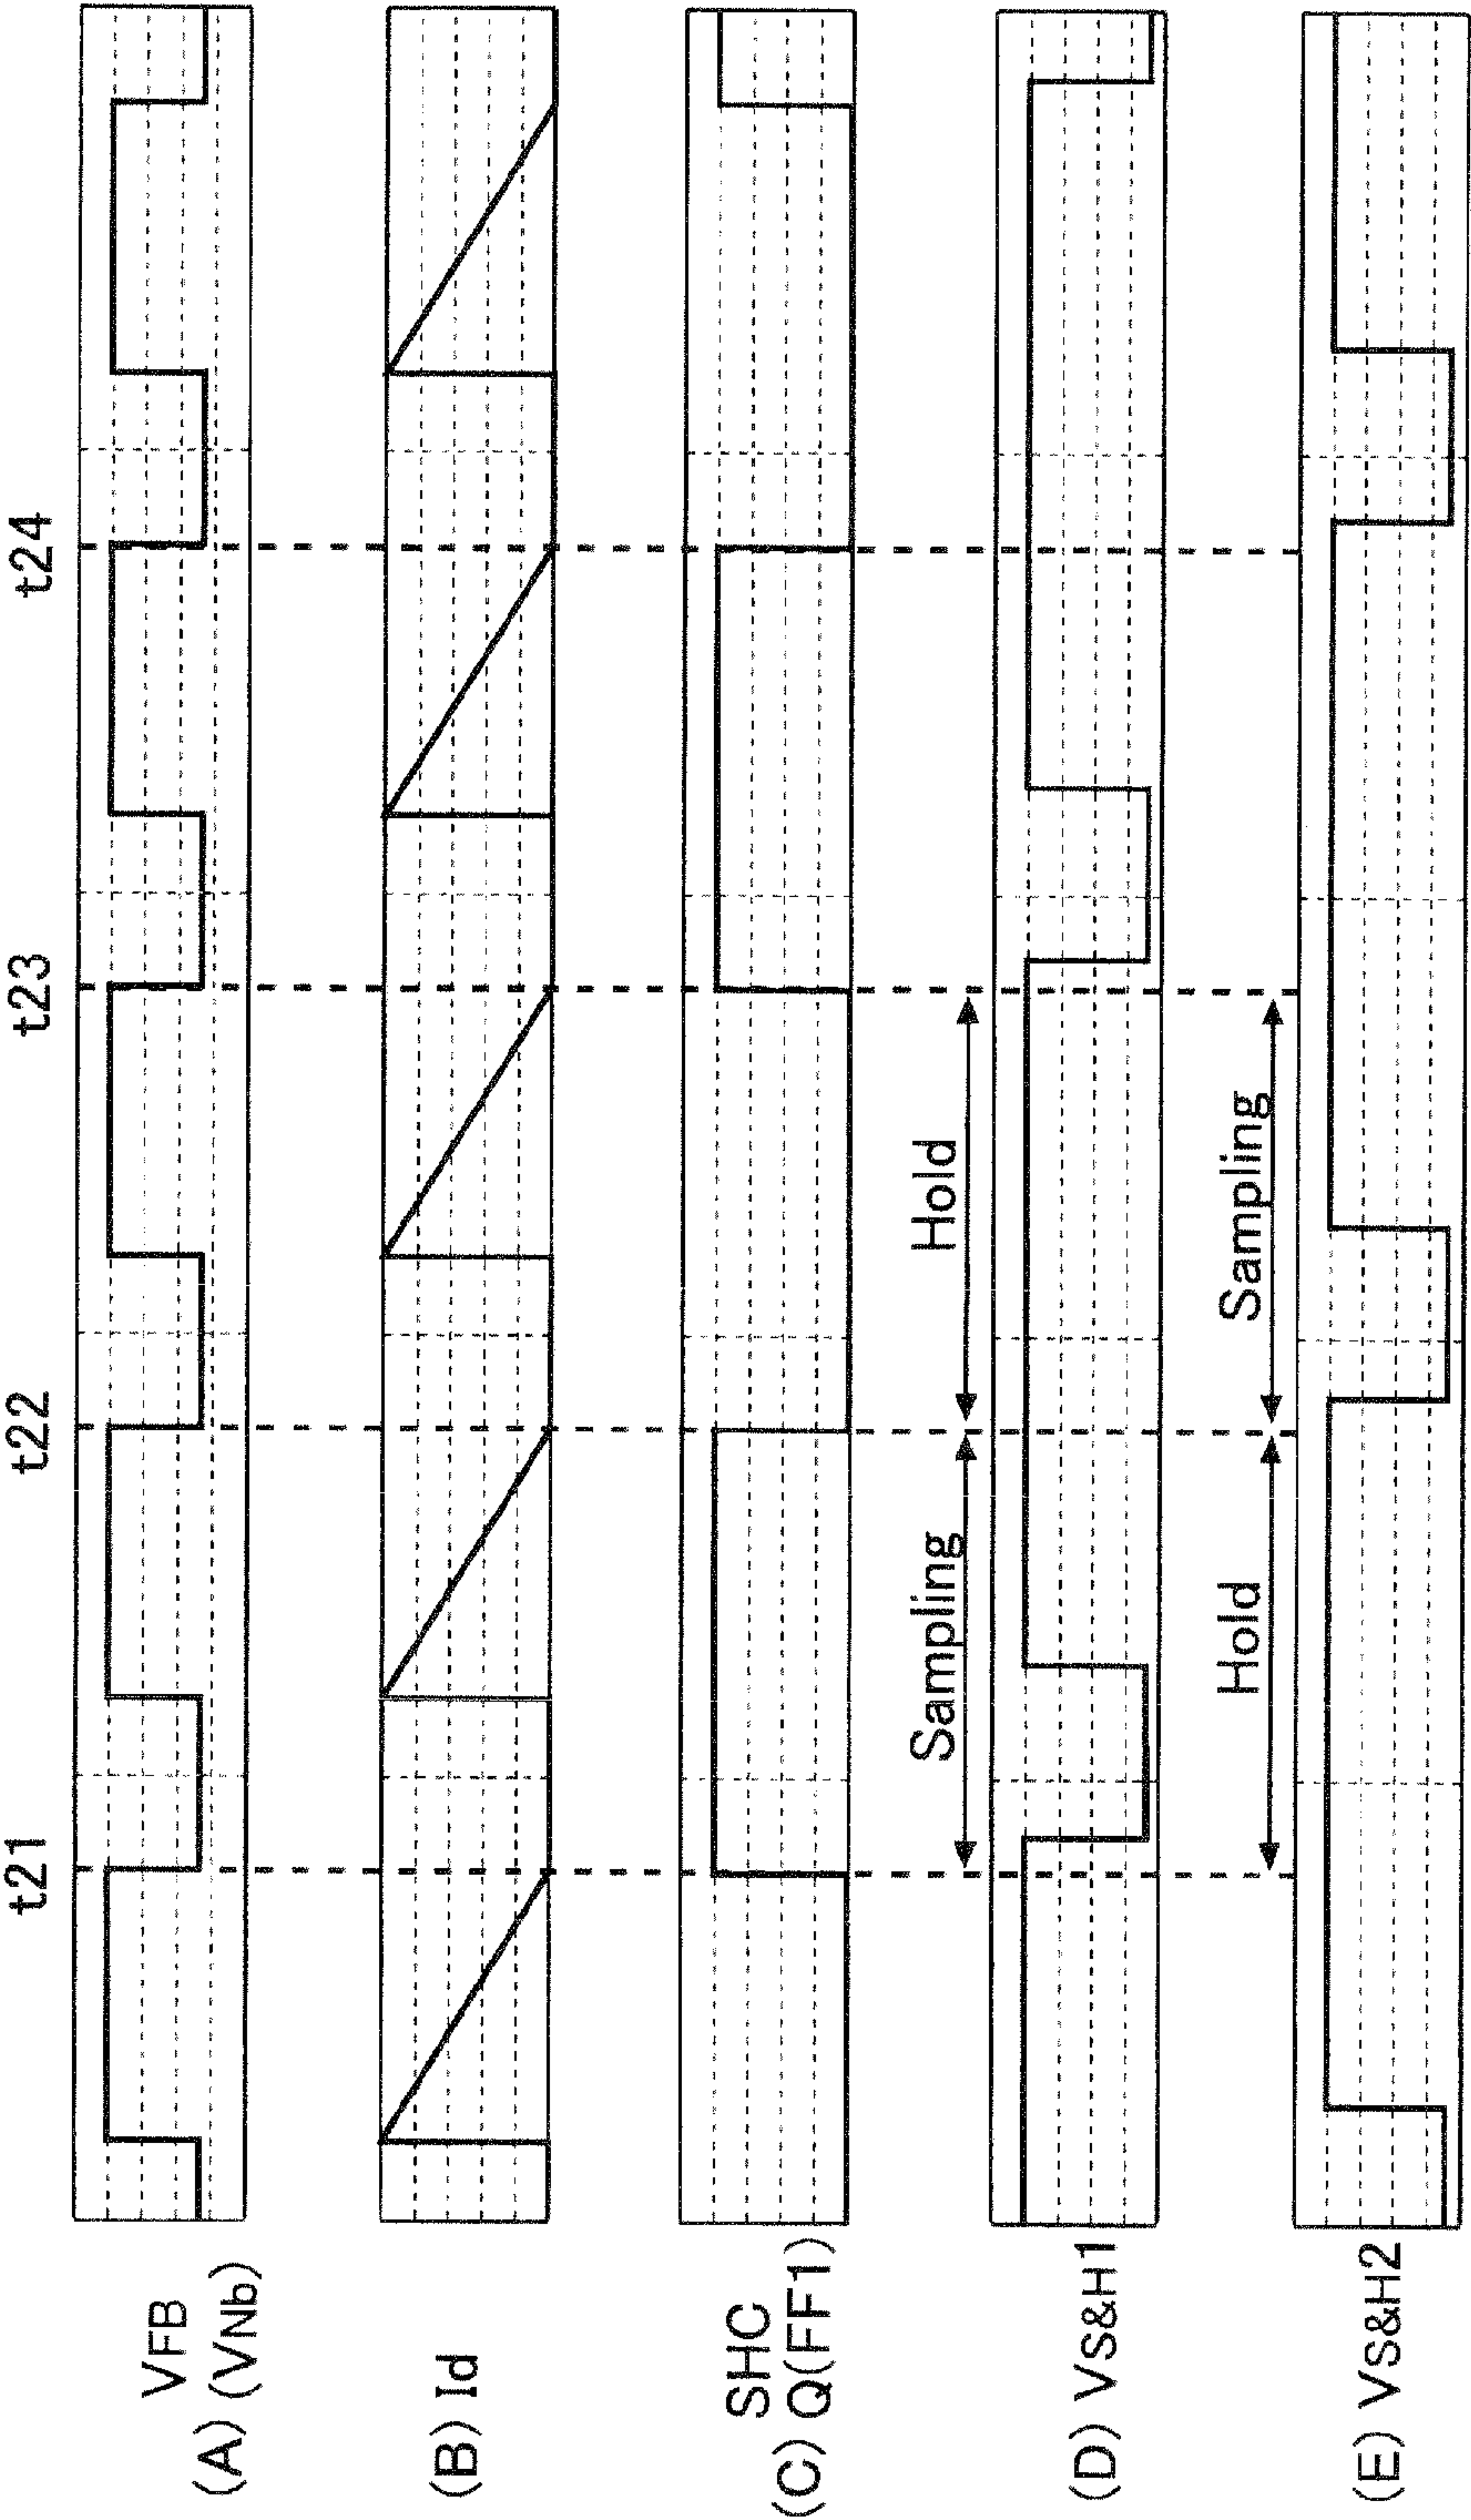 t21 t22 t23 t24
VFB
(A) (VNb)
(B) Id
SHC
(C) Q(FF1)
Sampling Hold
(D) VS&H1
Hold Sampling
(E) VS&H2